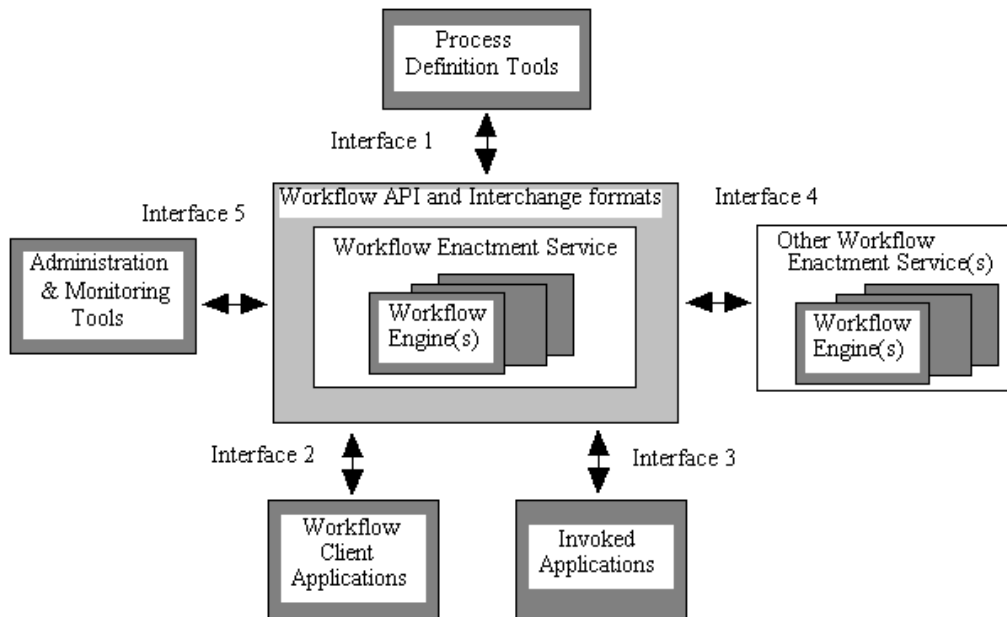 Process
Definition Tools
Interface 1
Workflow API and Interchange formats
Interface 5
Interface 4
Workflow Enactment Service
Workflow
Engine(s)
Administration
& Monitoring
Tools
Other Workflow
Enactment Service(s)
Workflow
Engine(s)
Interface 2
Interface 3
Workflow
Client
Applications
Invoked
Applications